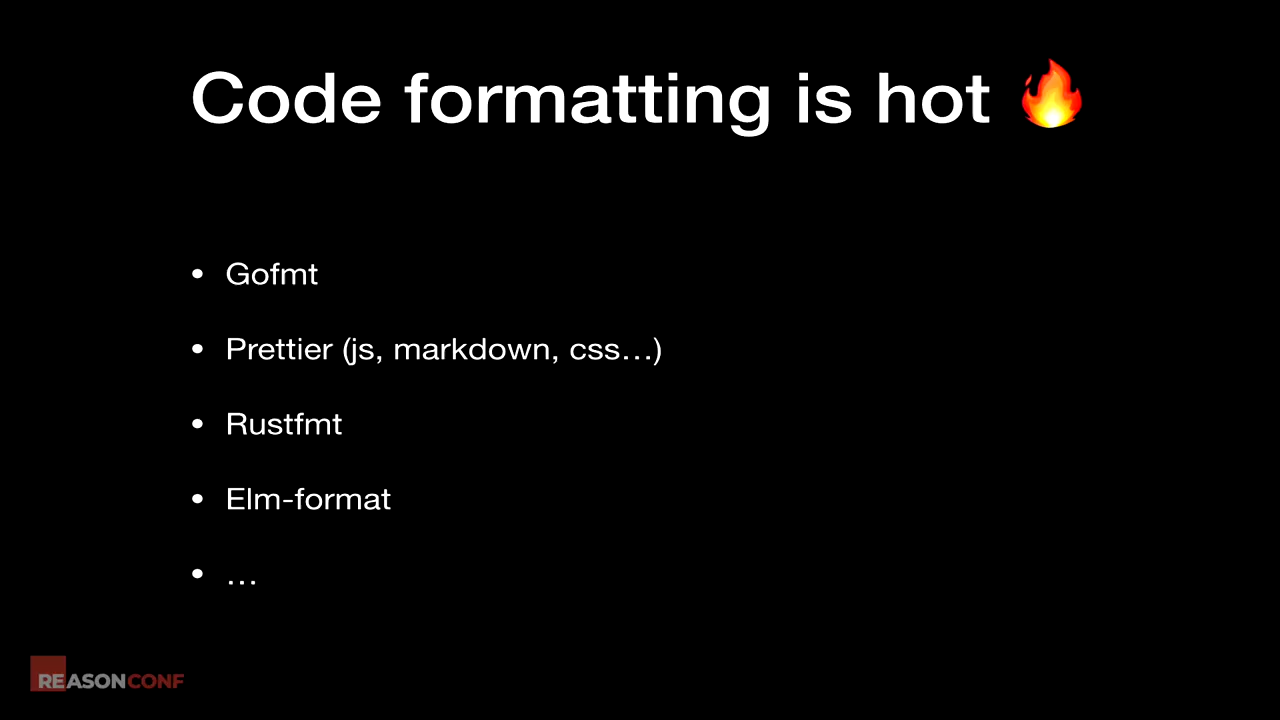 Code formatting is hot 🔥
• Gofmt
• Prettier (js, markdown, css…)
• Rustfmt
• Elm-format
• …
REASONCONF